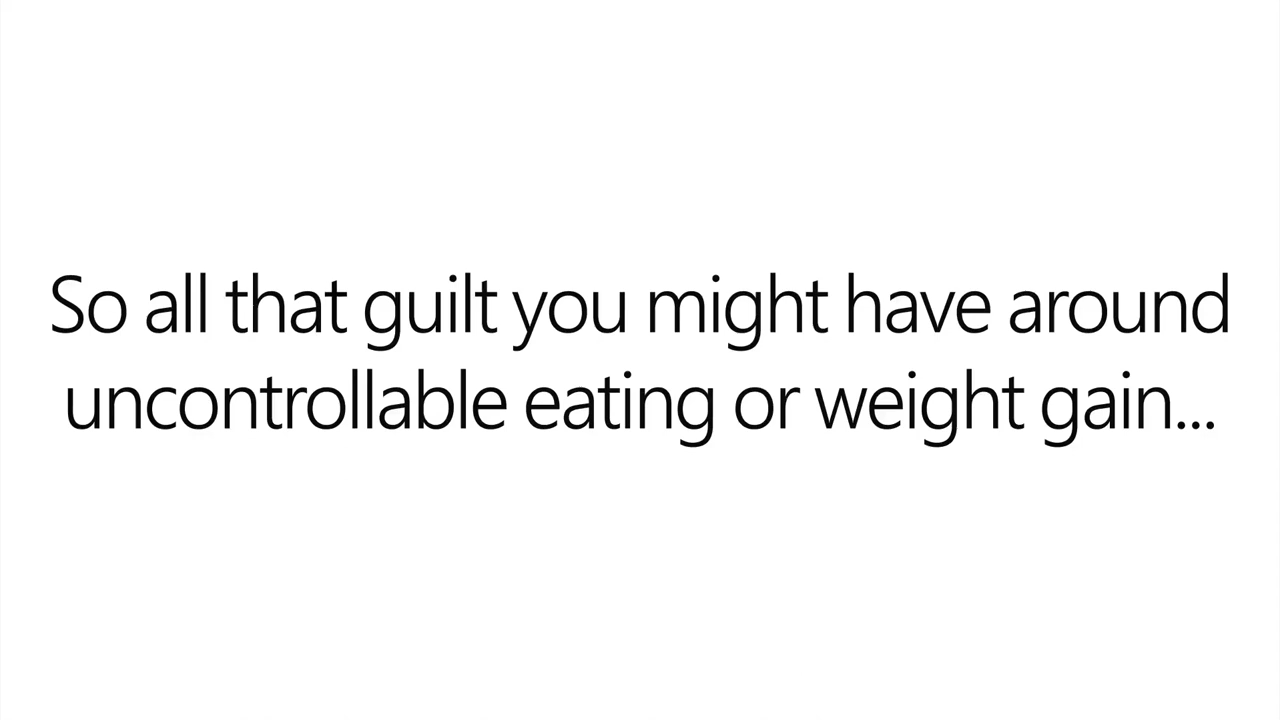 So all that guilt you might have around
uncontrollable eating or weight gain...